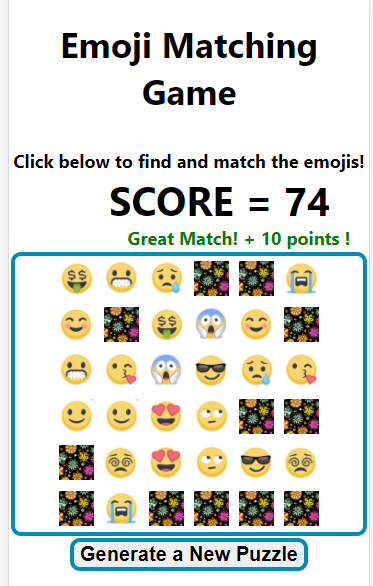 Emoji Matching
Game
Click below to find and match the emojis!
SCORE = 74
Great Match! + 10 points !
Generate a New Puzzle